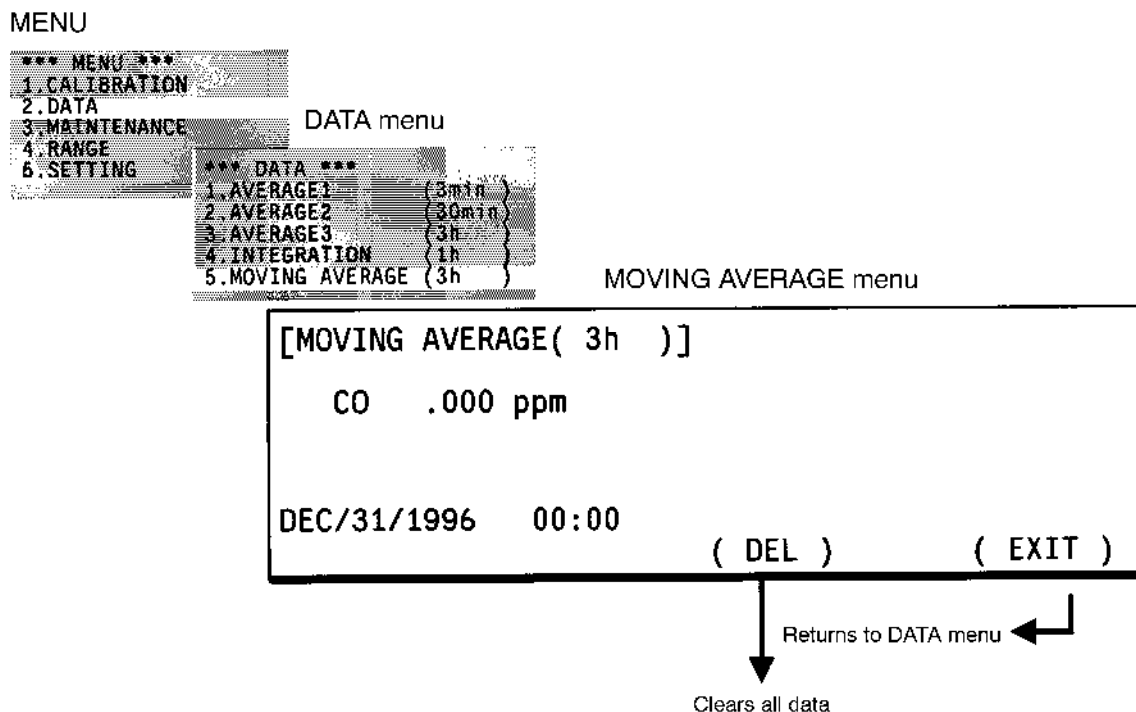 MENU
*** MENU ***
1.CALIBRATION
2.DATA
3.MAINTENANCE
4.RANGE
6.SETTING
DATA menu
*** DATA ***
1.AVERAGE1 (3min )
2.AVERAGE2 (30min)
3.AVERAGE3 (3h )
4.INTEGRATION (1h )
5.MOVING AVERAGE (3h )
MOVING AVERAGE menu
[MOVING AVERAGE( 3h )]
CO .000 ppm
DEC/31/1996 00:00
( DEL ) ( EXIT )
Returns to DATA menu
Clears all data